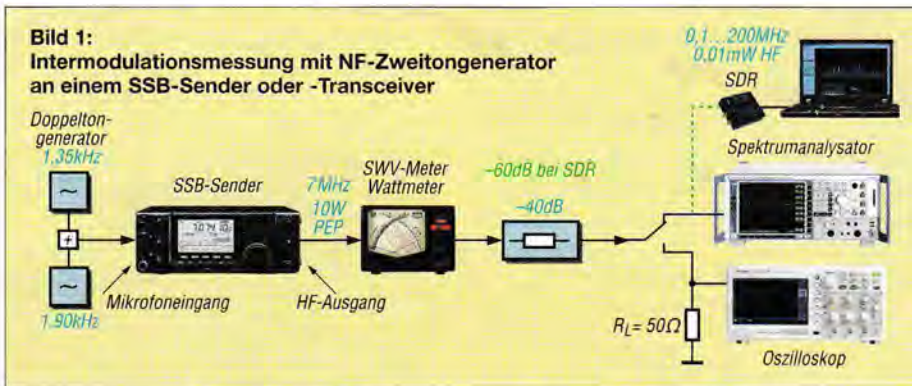 Bild 1:
Intermodulationsmessung mit NF-Zweitongenerator
an einem SSB-Sender oder -Transceiver
Doppelton-
generator
1.35kHz
1.90kHz
Mikrofoneingang
SSB-Sender
HF-Ausgang
7MHz
10W
PEP
SWV-Meter
Wattmeter
–60dB bei SDR
–40dB
0,1...200MHz
0,01mW HF
SDR
Spektrumanalysator
RL= 50Ω
Oszilloskop